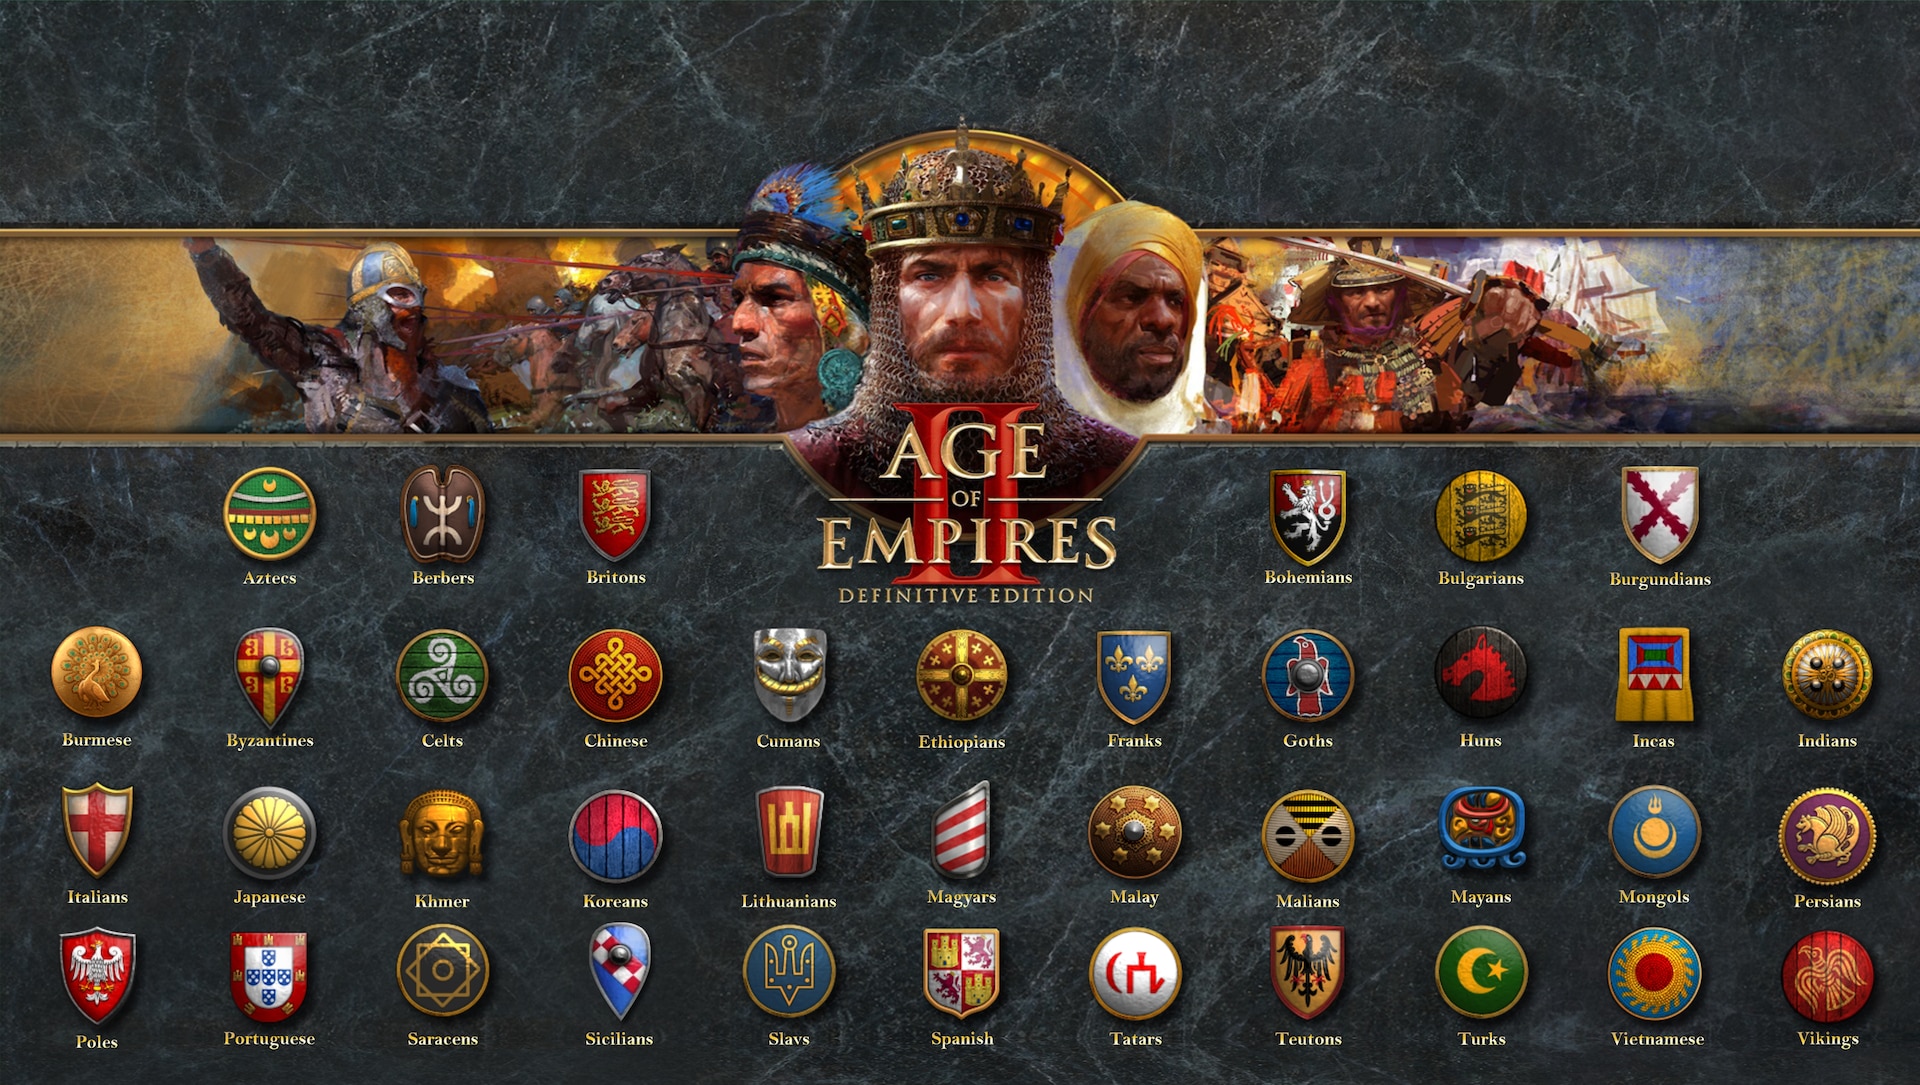 II
AGE
OF
EMPIRES
DEFINITIVE EDITION
Aztecs
Berbers
Britons
Bohemians
Bulgarians
Burgundians
Burmese
Byzantines
Celts
Chinese
Cumans
Ethiopians
Franks
Goths
Huns
Incas
Indians
Italians
Japanese
Khmer
Koreans
Lithuanians
Magyars
Malay
Malians
Mayans
Mongols
Persians
Poles
Portuguese
Saracens
Sicilians
Slavs
Spanish
Tatars
Teutons
Turks
Vietnamese
Vikings